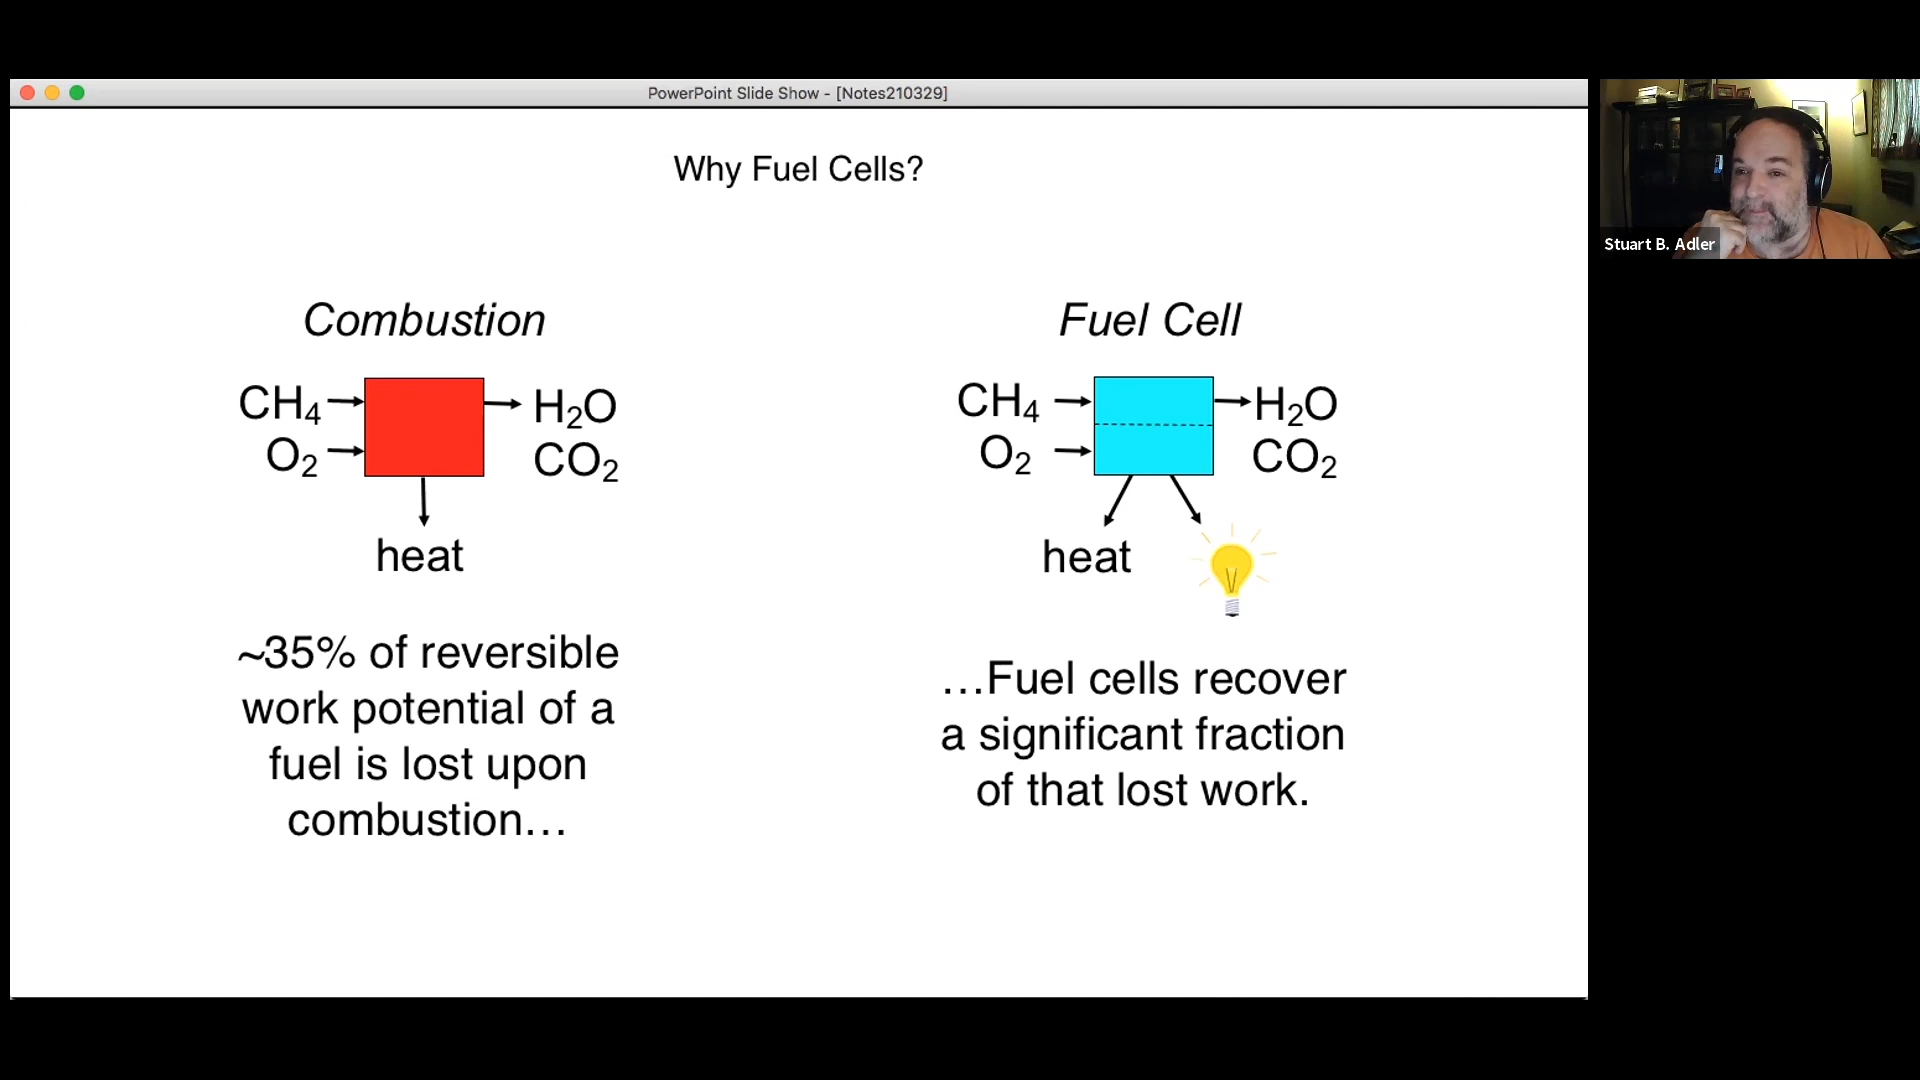 PowerPoint Slide Show - [Notes210329]
Why Fuel Cells?
Stuart B. Adler
Combustion
CH4
O2
H2O
CO2
heat
~35% of reversible
work potential of a
fuel is lost upon
combustion…
Fuel Cell
CH4
O2
H2O
CO2
heat
…Fuel cells recover
a significant fraction
of that lost work.